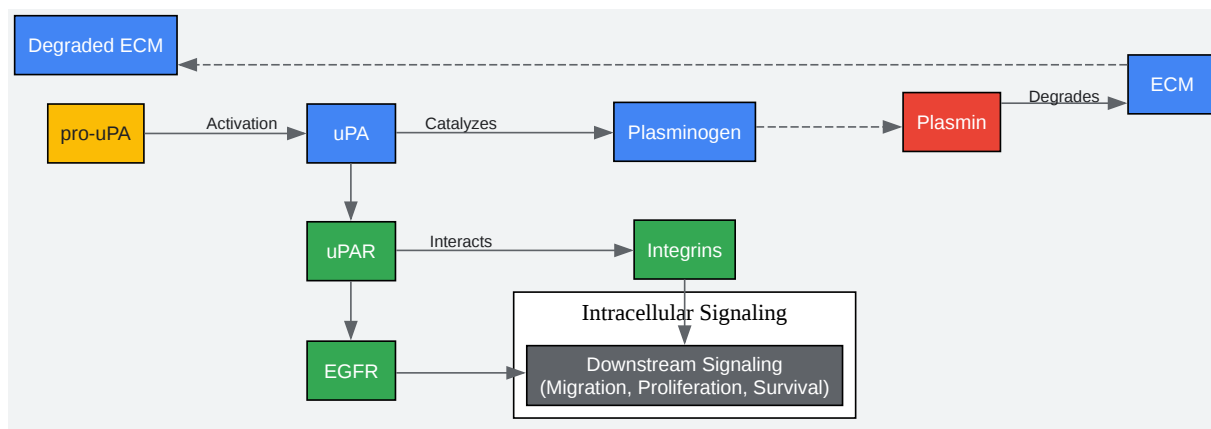 Degraded ECM
ECM
pro-uPA
Activation
uPA
Catalyzes
Plasminogen
Plasmin
Degrades
uPAR
Interacts
Integrins
Intracellular Signaling
EGFR
Downstream Signaling
(Migration, Proliferation, Survival)